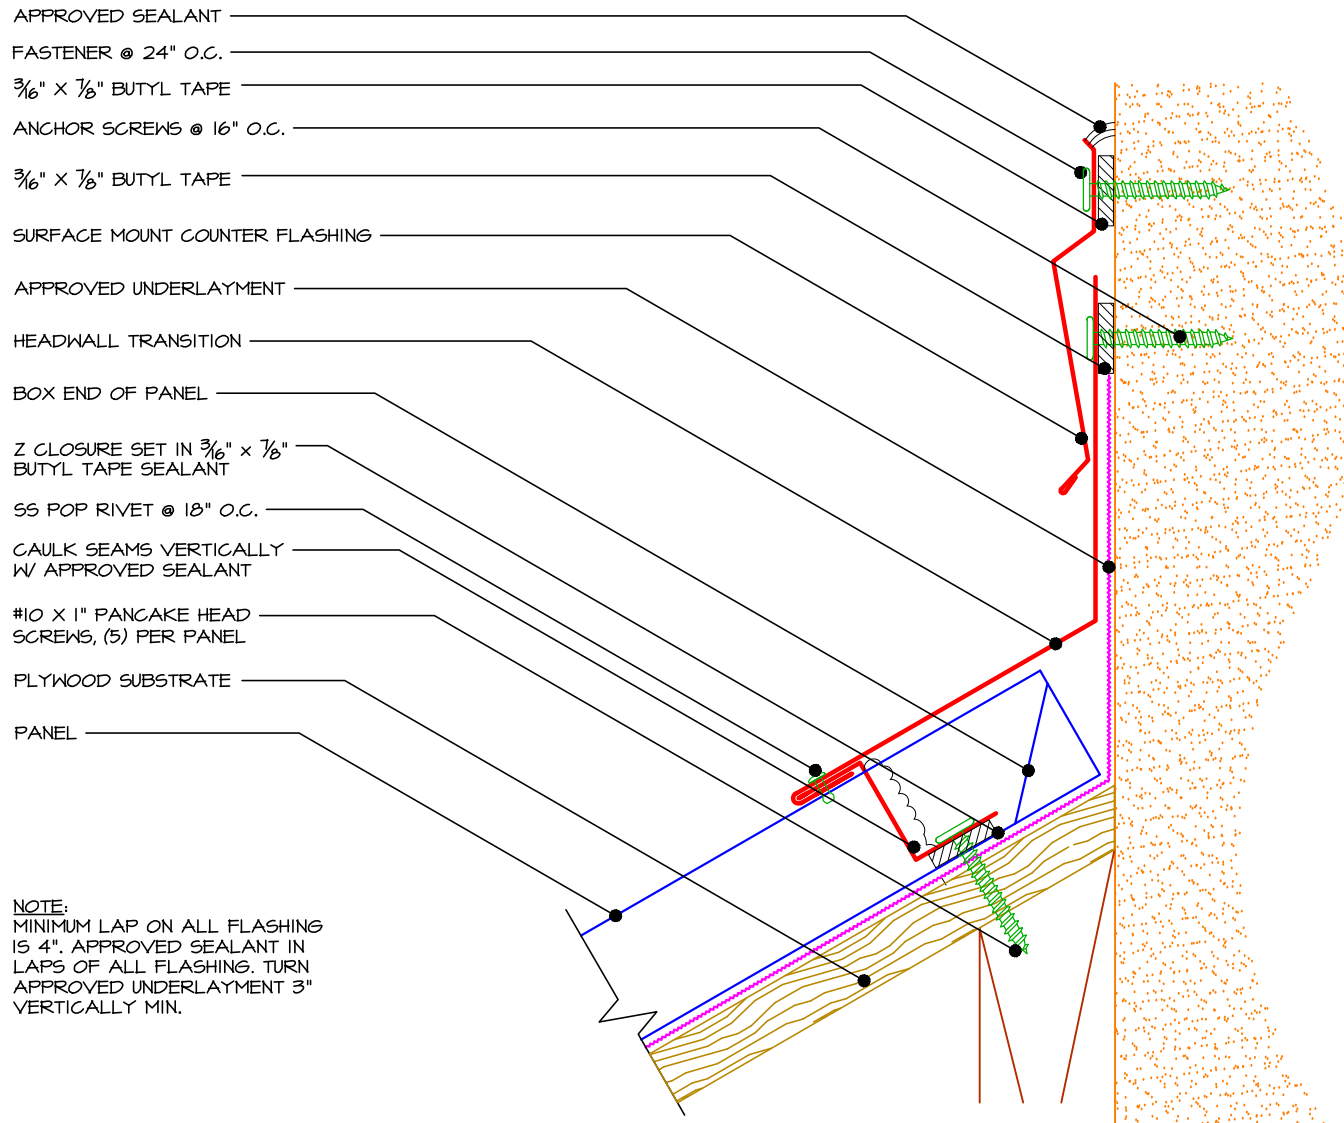 APPROVED SEALANT
FASTENER @ 24" O.C.
3/16" X 7/8" BUTYL TAPE
ANCHOR SCREWS @ 16" O.C.
3/16" X 7/8" BUTYL TAPE
SURFACE MOUNT COUNTER FLASHING
APPROVED UNDERLAYMENT
HEADWALL TRANSITION
BOX END OF PANEL
Z CLOSURE SET IN 3/16" x 7/8"
BUTYL TAPE SEALANT
SS POP RIVET @ 18" O.C.
CAULK SEAMS VERTICALLY
W/ APPROVED SEALANT
#10 X 1" PANCAKE HEAD
SCREWS, (5) PER PANEL
PLYWOOD SUBSTRATE
PANEL
NOTE:
MINIMUM LAP ON ALL FLASHING
IS 4". APPROVED SEALANT IN
LAPS OF ALL FLASHING. TURN
APPROVED UNDERLAYMENT 3"
VERTICALLY MIN.